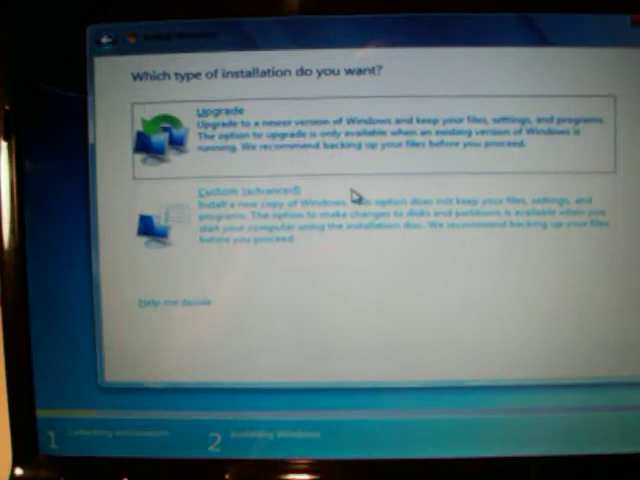 Which type of installation do you want?
Upgrade
Upgrade to a newer version of Windows and keep your files, settings, and programs.
The option to upgrade is only available when an existing version of Windows is
running. We recommend backing up your files before you proceed.
Custom (advanced)
Install a new copy of Windows. option does not keep your files, settings, and
programs. The option to make changes to disks and partitions is available when you
start your computer using the installation disc. We recommend backing up your files
before you proceed.
Help me decide
1
2 Installing Windows